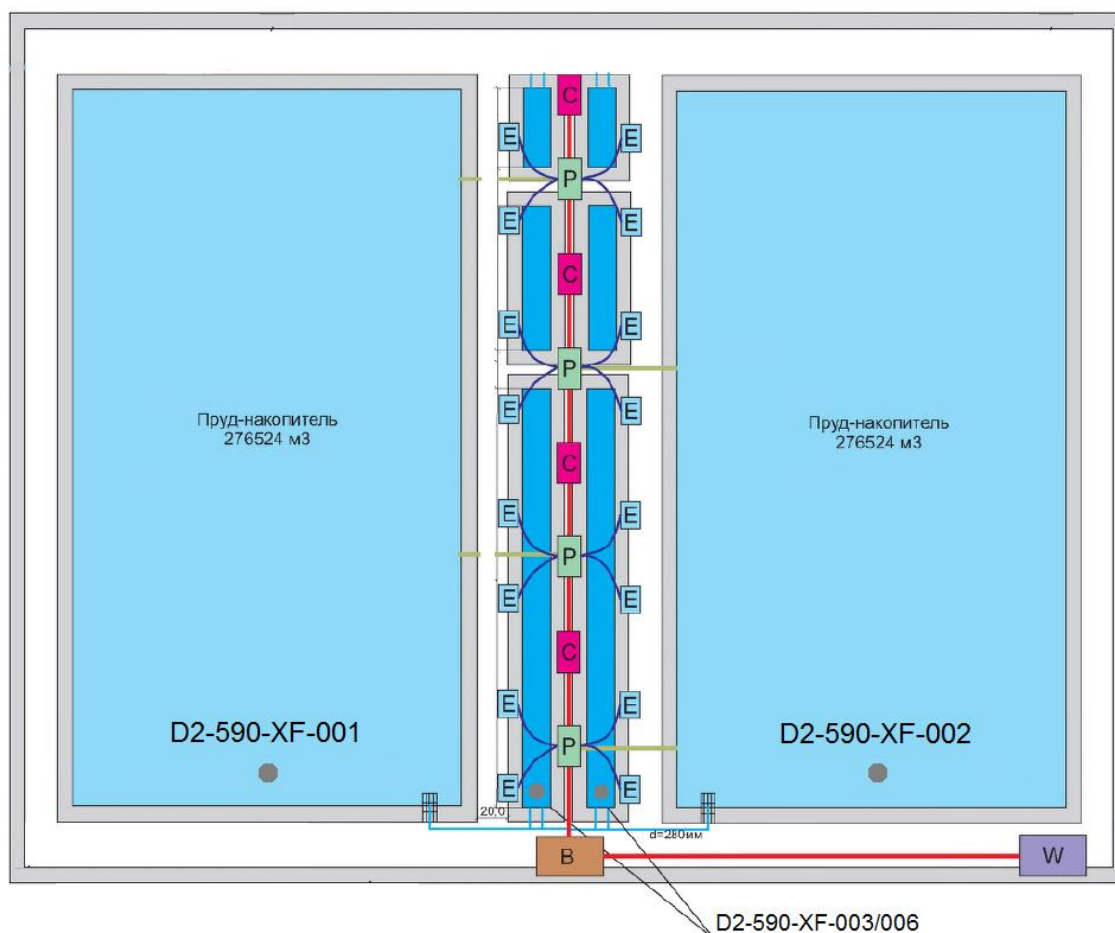 C
E
E
P
E
E
C
E
E
P
E
E
Пруд-накопитель
276524 м3
Пруд-накопитель
276524 м3
C
E
E
P
E
E
C
E
E
D2-590-XF-001
P
D2-590-XF-002
E
E
20,0
d=280мм
B
W
D2-590-XF-003/006